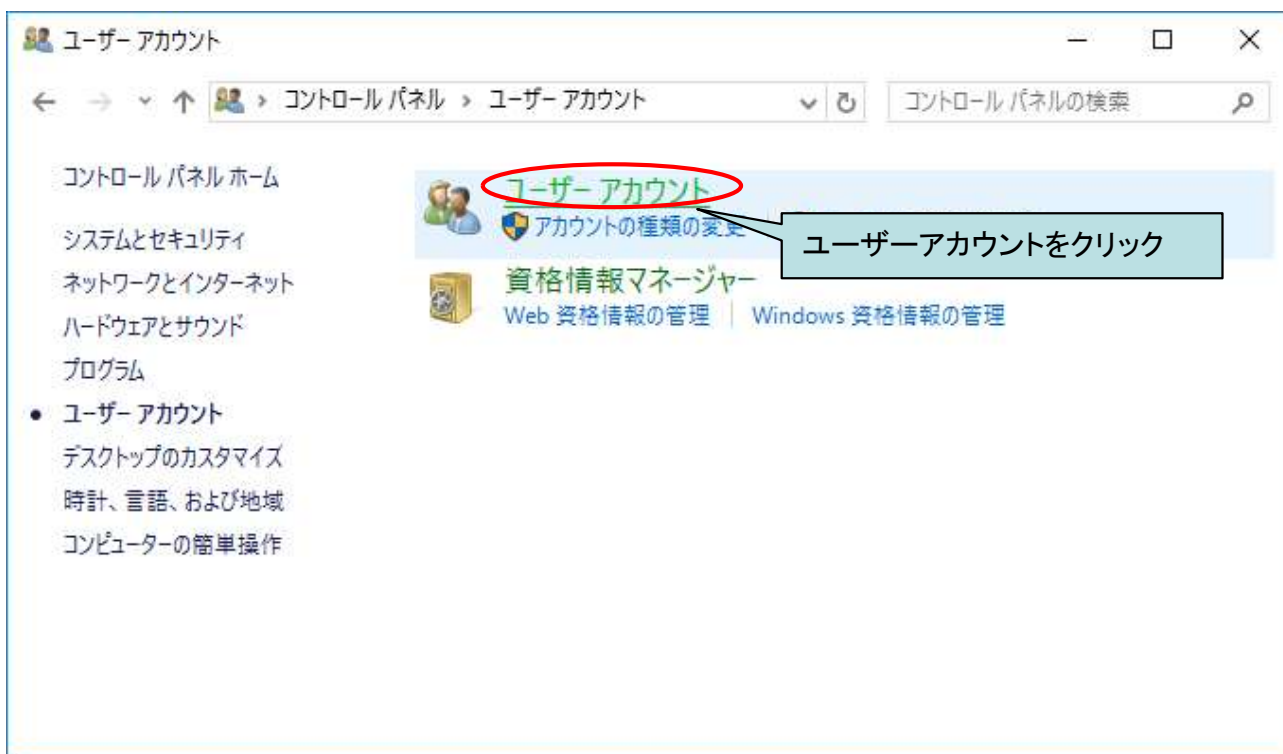 ユーザー アカウント
コントロール パネル › ユーザー アカウント
コントロール パネルの検索
コントロール パネル ホーム
システムとセキュリティ
ネットワークとインターネット
ハードウェアとサウンド
プログラム
ユーザー アカウント
デスクトップのカスタマイズ
時計、言語、および地域
コンピューターの簡単操作
ユーザー アカウント
アカウントの種類の変更
ユーザーアカウントをクリック
資格情報マネージャー
Web 資格情報の管理 | Windows 資格情報の管理